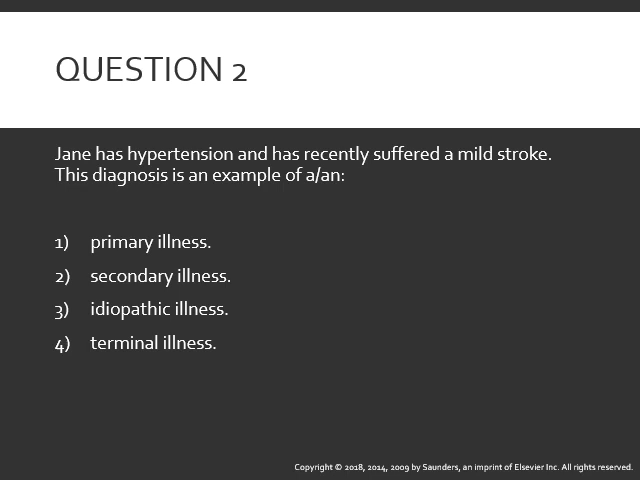 QUESTION 2
Jane has hypertension and has recently suffered a mild stroke.
This diagnosis is an example of a/an:
1) primary illness.
2) secondary illness.
3) idiopathic illness.
4) terminal illness.
Copyright © 2018, 2014, 2009 by Saunders, an imprint of Elsevier Inc. All rights reserved.